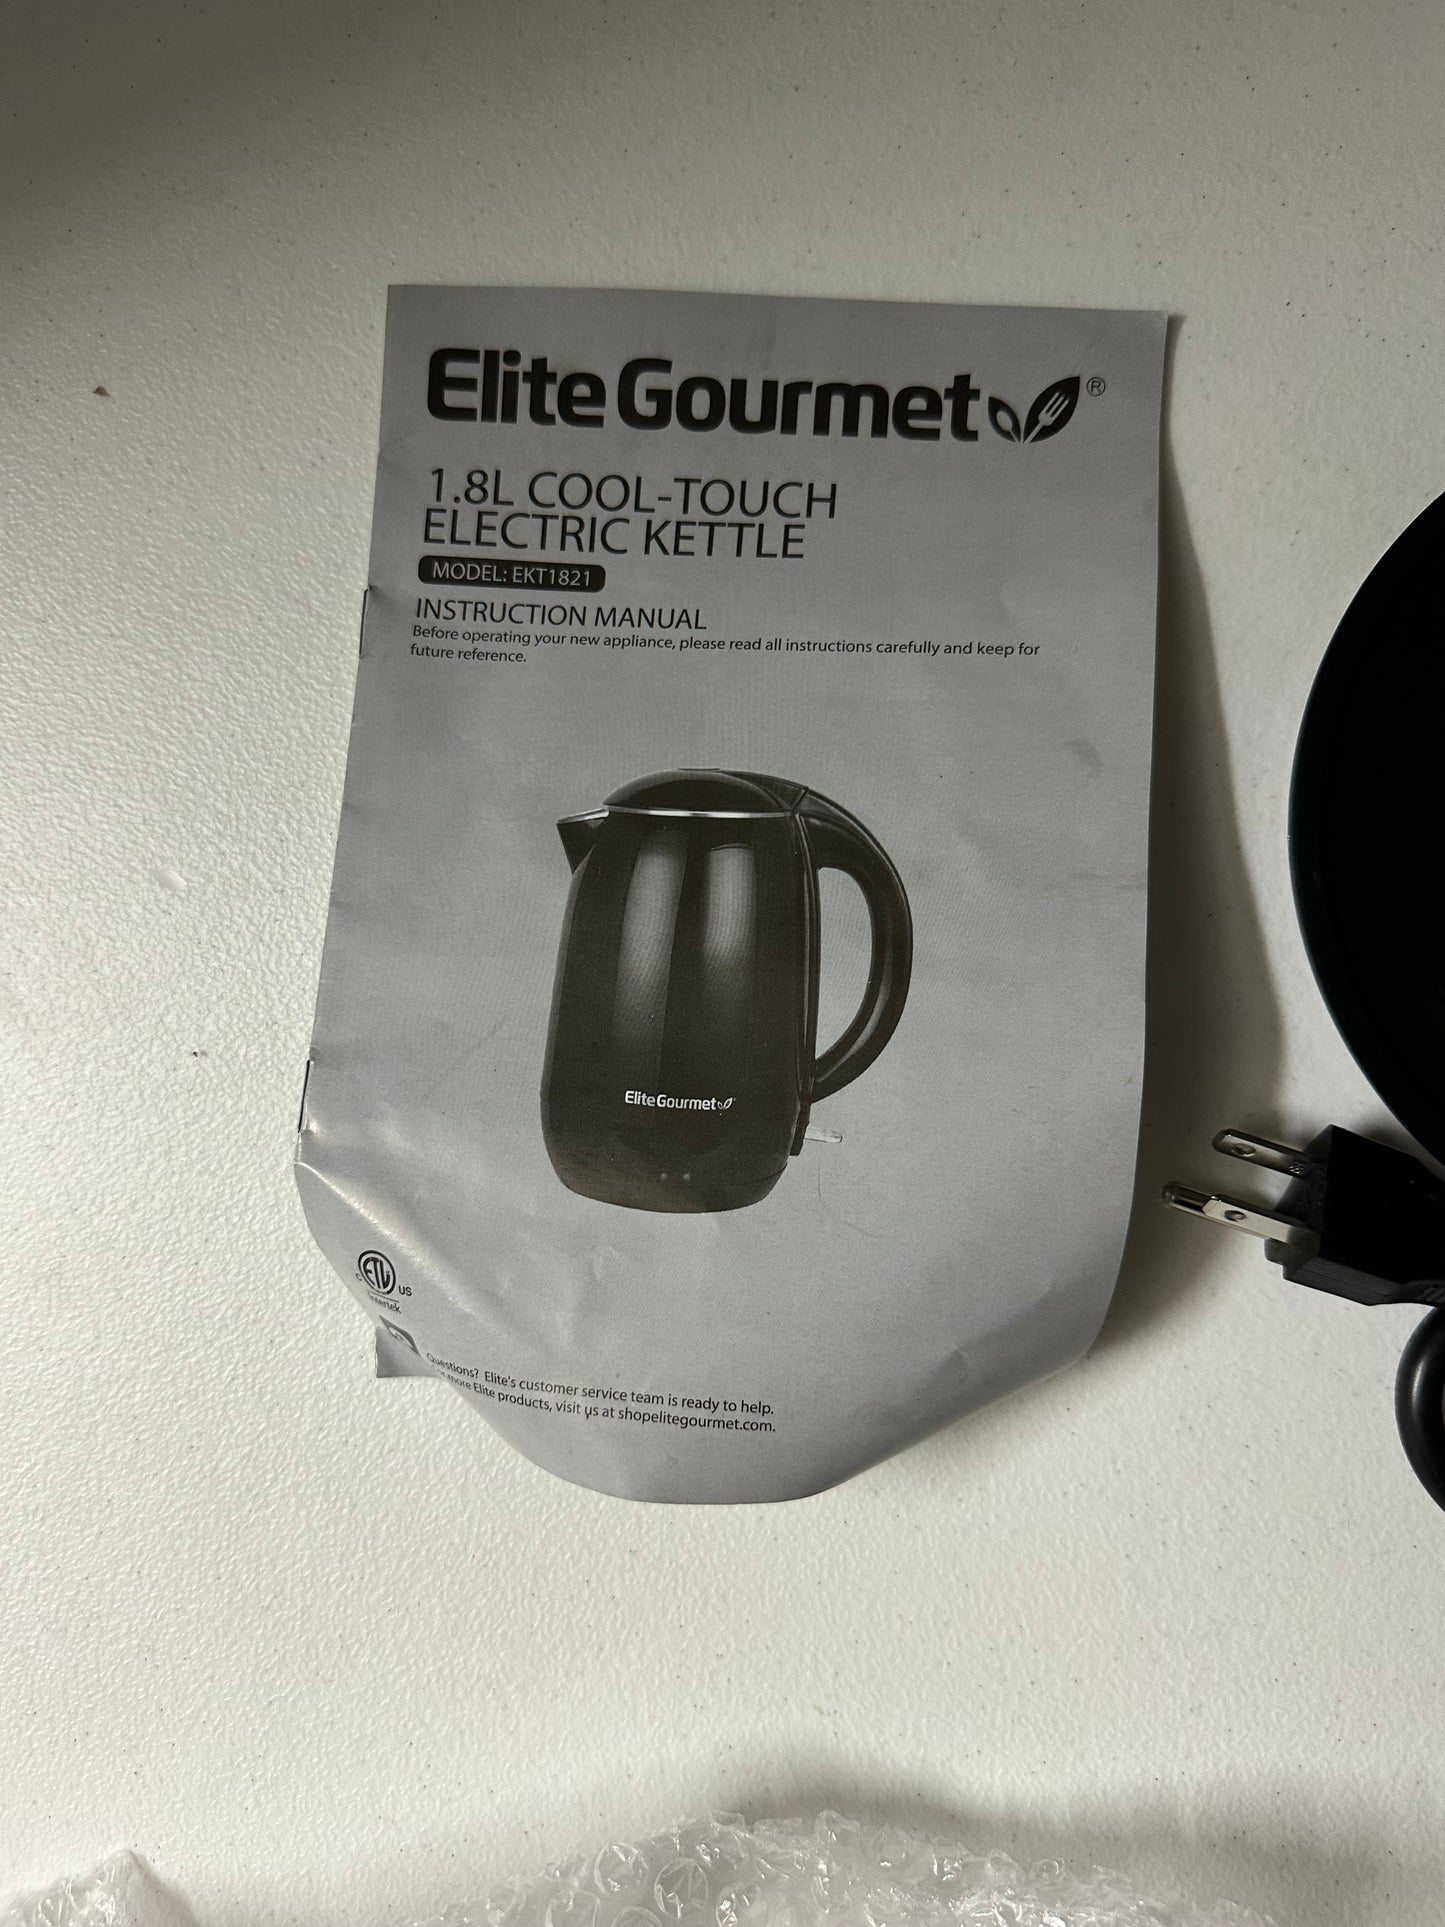 Elite Gourmet®
1.8L COOL-TOUCH
ELECTRIC KETTLE
MODEL: EKT1821
INSTRUCTION MANUAL
Before operating your new appliance, please read all instructions carefully and keep for
future reference.
Elite Gourmet
C ETL US
Intertek
Questions? Elite's customer service team is ready to help.
more Elite products, visit us at shopelitegourmet.com.